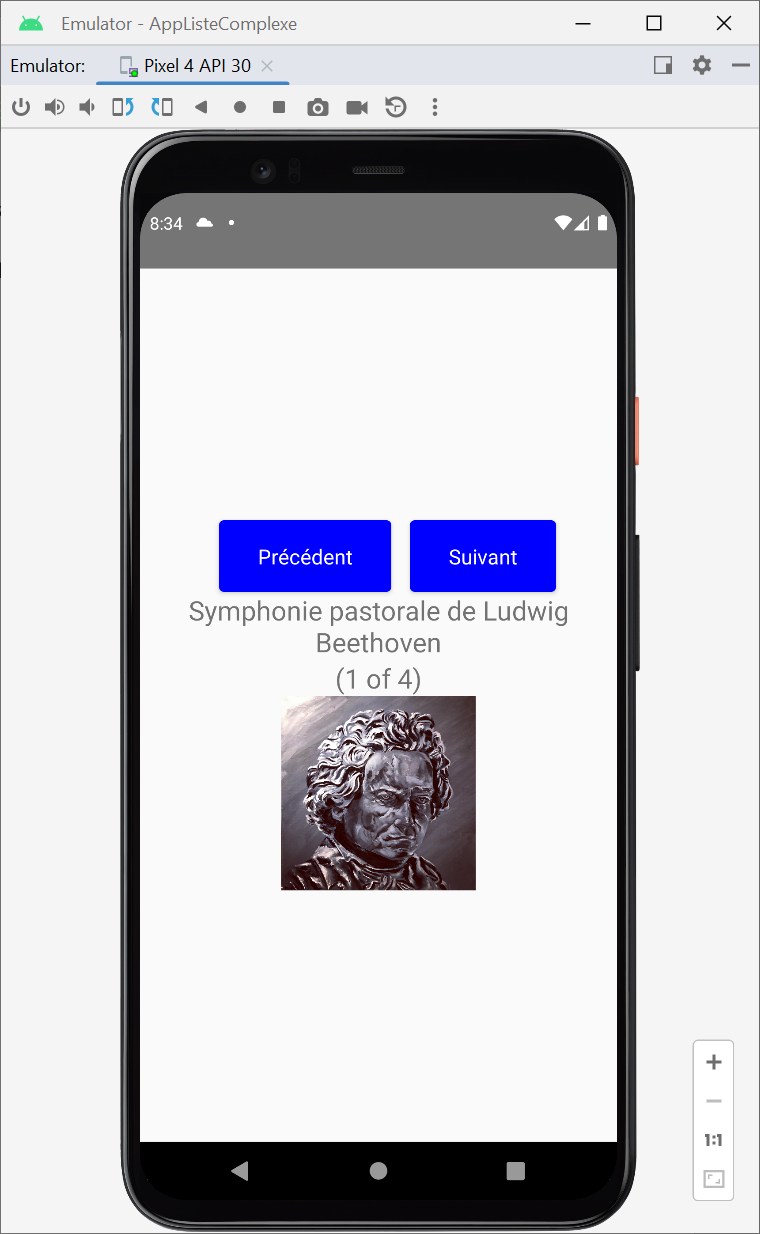 Emulator - AppListeComplexe
Emulator: Pixel 4 API 30
8:34
Précédent Suivant
Symphonie pastorale de Ludwig
Beethoven
(1 of 4)
1:1